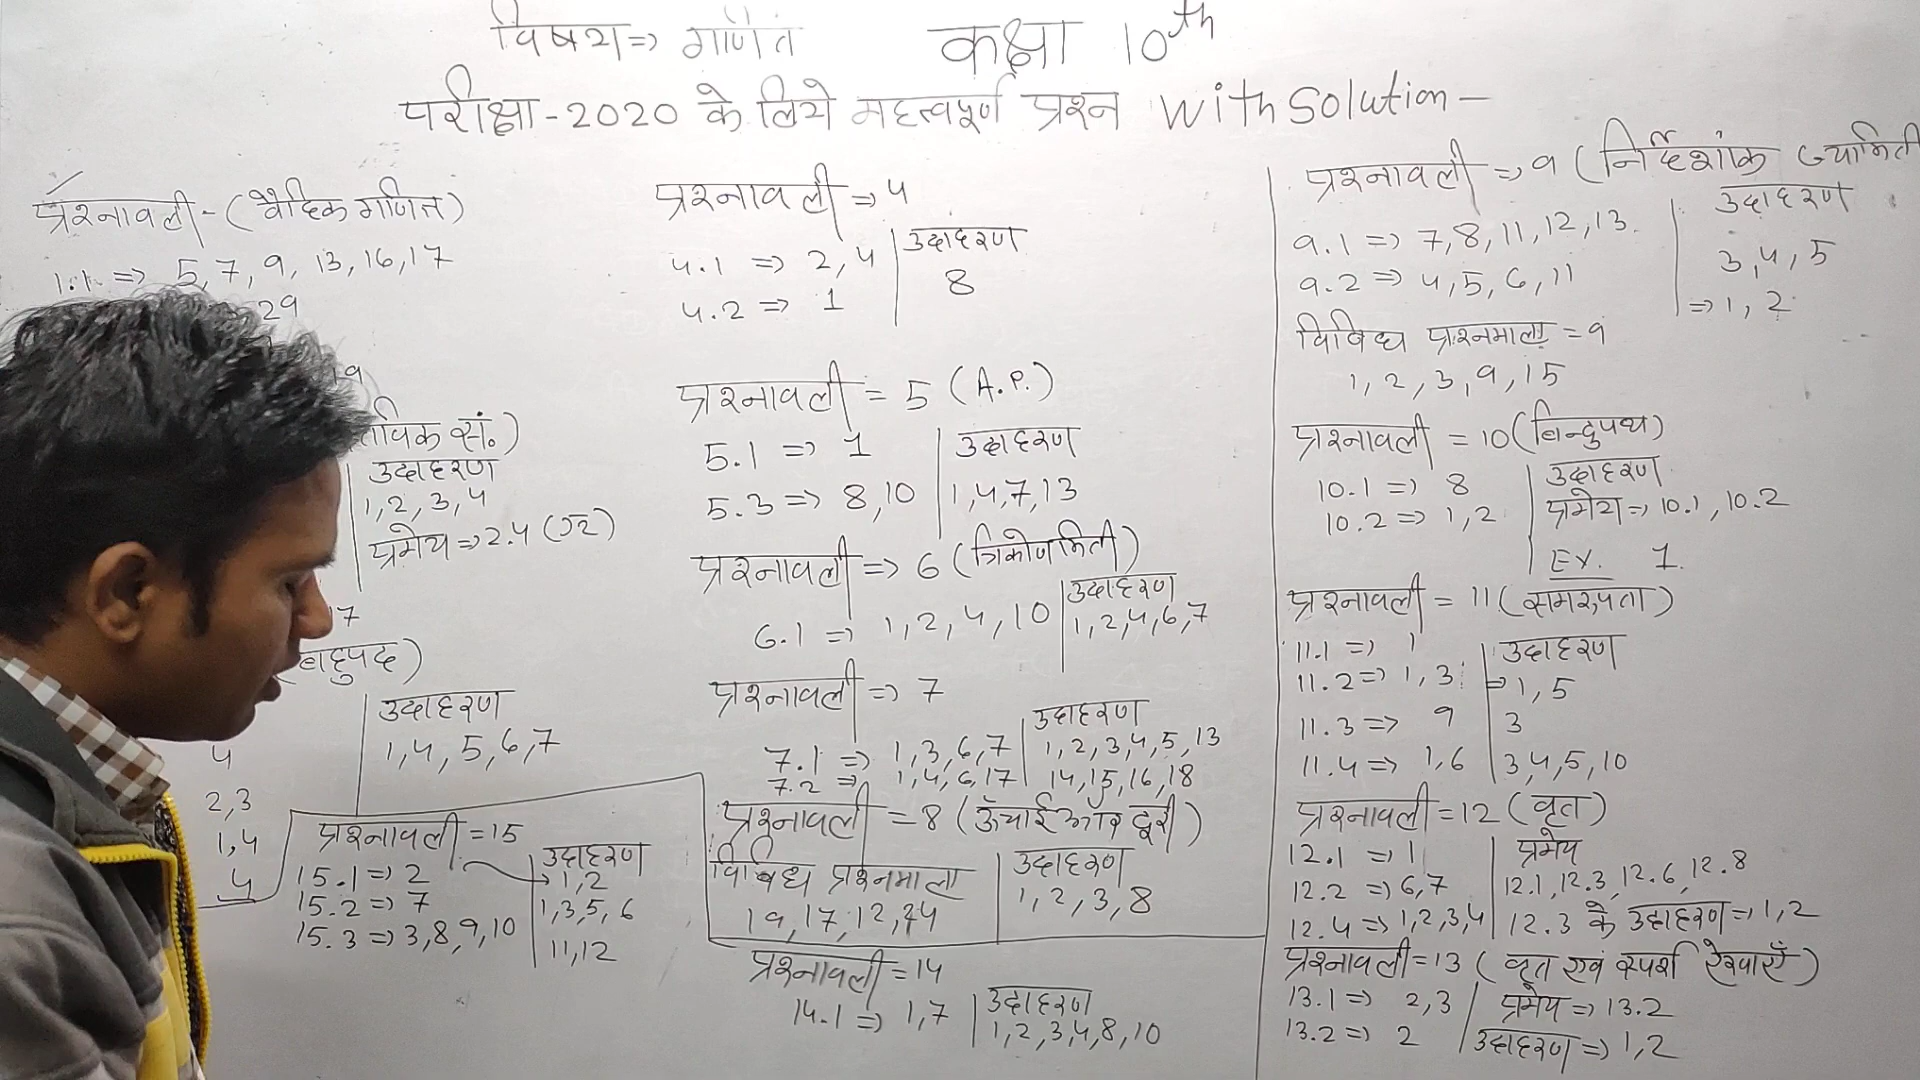 विषय => गणित कक्षा 10th
परीक्षा-2020 के लिये महत्वपूर्ण प्रश्न with Solution -
प्रश्नावली - (वैदिक गणित)
1.1 => 5, 7, 9, 13, 16, 17
29
19
तविक सं.)
उदाहरण
1, 2, 3, 4
प्रमेय => 2.4 (√2)
17
(बहुपद)
उदाहरण
4 1, 4, 5, 6, 7
2, 3
1, 4
4
प्रश्नावली = 15
उदाहरण
15.1 => 2 → 1, 2
15.2 => 7 1, 3, 5, 6
15.3 => 3, 8, 9, 10 11, 12
प्रश्नावली => 4
उदाहरण
4.1 => 2, 4 8
4.2 => 1
प्रश्नावली = 5 (A.P.)
5.1 => 1 उदाहरण
5.3 => 8, 10 1, 4, 7, 13
प्रश्नावली => 6 (त्रिकोणमिती)
उदाहरण
6.1 => 1, 2, 4, 10 1, 2, 4, 6, 7
प्रश्नावली => 7
उदाहरण
7.1 => 1, 3, 6, 7 1, 2, 3, 4, 5, 13
7.2 => 1, 4, 6, 17 14, 15, 16, 18
प्रश्नावली = 8 (ऊँचाई और दूरी)
विविध प्रश्नमाला उदाहरण
19, 17, 12, 24 1, 2, 3, 8
प्रश्नावली = 14
उदाहरण
14.1 => 1, 7 1, 2, 3, 4, 8, 10
प्रश्नावली => 9 (निर्देशांक ज्यामिती
उदाहरण
9.1 => 7, 8, 11, 12, 13. 3, 4, 5
9.2 => 4, 5, 6, 11 => 1, 2
विविध प्रश्नमाला = 9
1, 2, 3, 9, 15
प्रश्नावली = 10 (बिन्दुपथ)
उदाहरण
10.1 => 8 प्रमेय => 10.1, 10.2
10.2 => 1, 2
Ex. 1.
प्रश्नावली = 11 (समरुपता)
11.1 => 1 उदाहरण
11.2 => 1, 3 => 1, 5
11.3 => 9 3
11.4 => 1, 6 3, 4, 5, 10
प्रश्नावली = 12 (वृत)
12.1 => 1 प्रमेय
12.2 => 6, 7 12.1, 12.3, 12.6, 12.8
12.4 => 1, 2, 3, 4 12.3 के उदाहरण => 1, 2
प्रश्नावली = 13 (वृत एवं स्पर्श रेखाएँ)
13.1 => 2, 3 प्रमेय => 13.2
13.2 => 2 उदाहरण => 1, 2